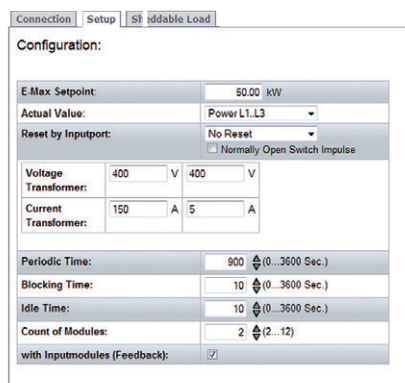 Connection Setup Sheddable Load
Configuration:
E-Max Setpoint: 50.00 kW
Actual Value: Power L1..L3
Reset by Inputport: No Reset
Normally Open Switch Impulse
Voltage Transformer: 400 V 400 V
Current Transformer: 150 A 5 A
Periodic Time: 900 (0...3600 Sec.)
Blocking Time: 10 (0...3600 Sec.)
Idle Time: 10 (0...3600 Sec.)
Count of Modules: 2 (2...12)
with Inputmodules (Feedback):